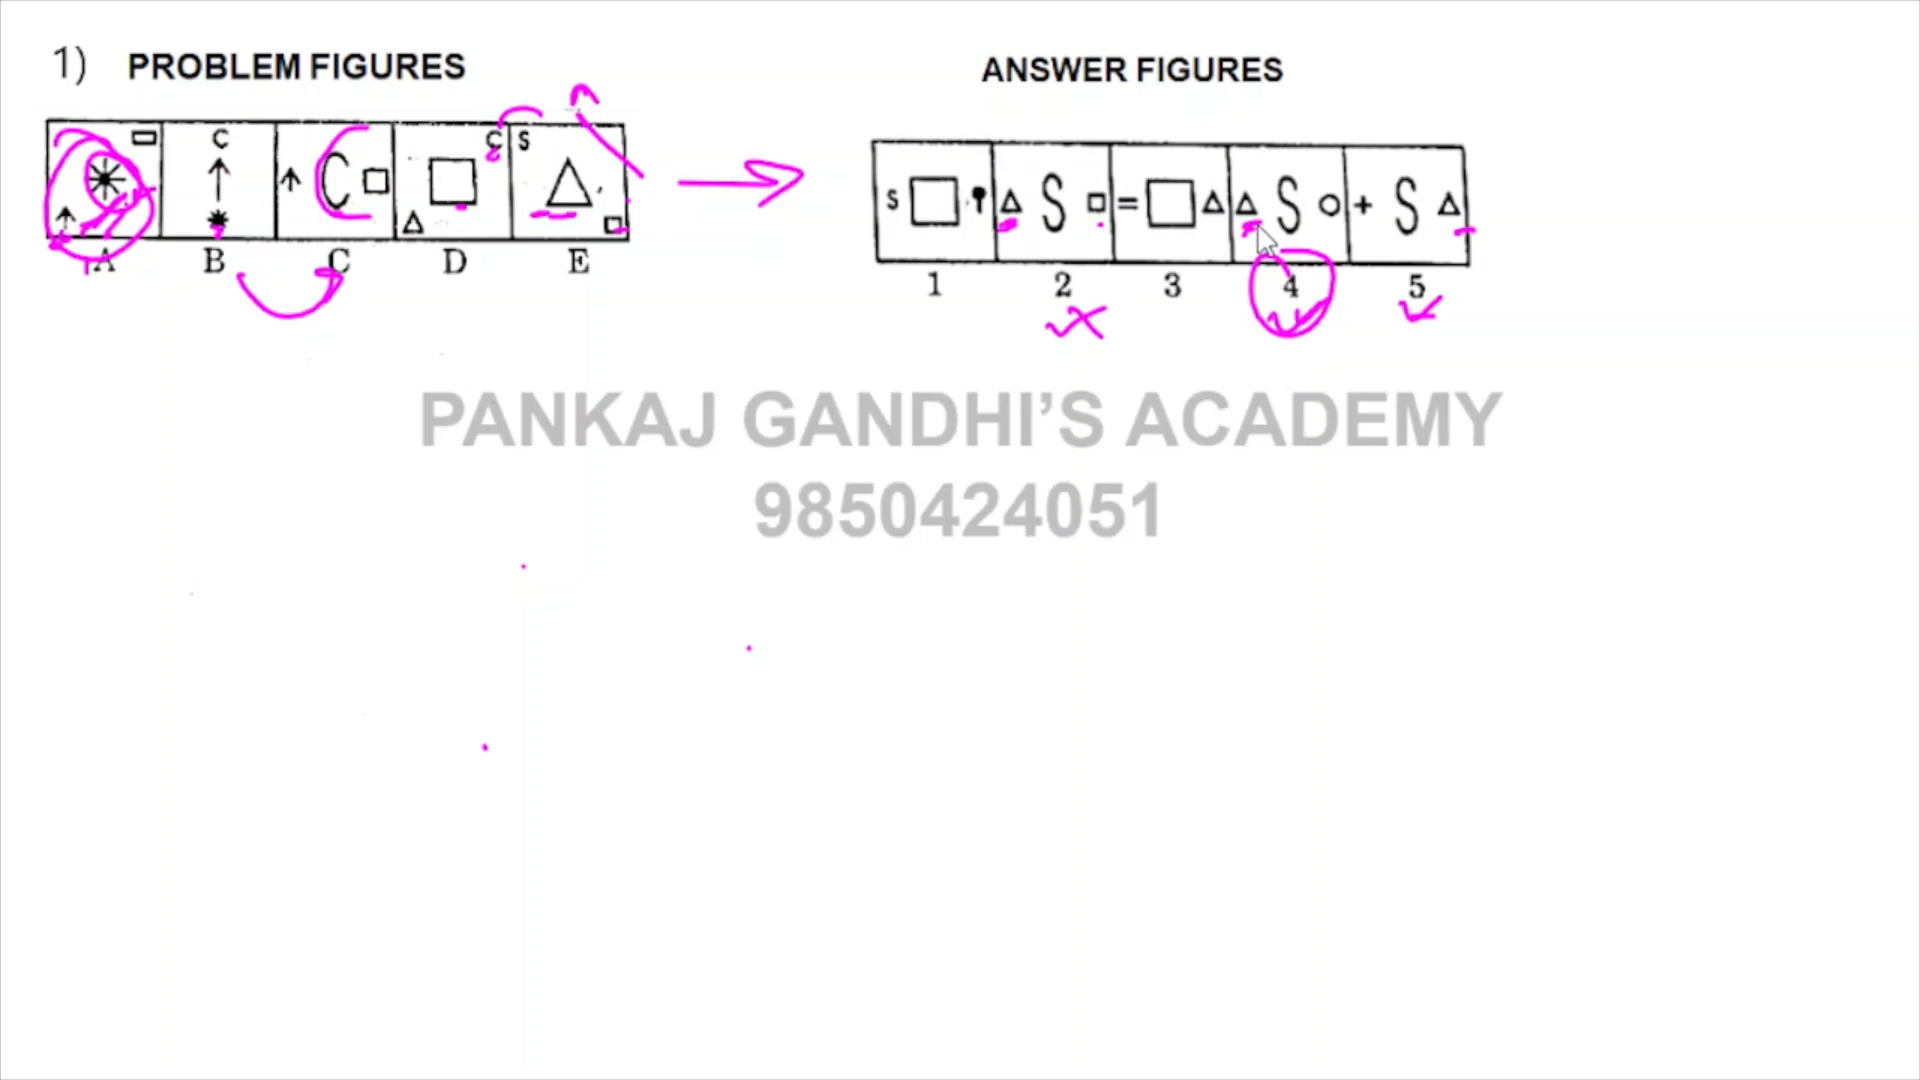 1) PROBLEM FIGURES
ANSWER FIGURES
C C C S
S S S S
A B C D E
1 2 3 4 5
PANKAJ GANDHI'S ACADEMY
9850424051